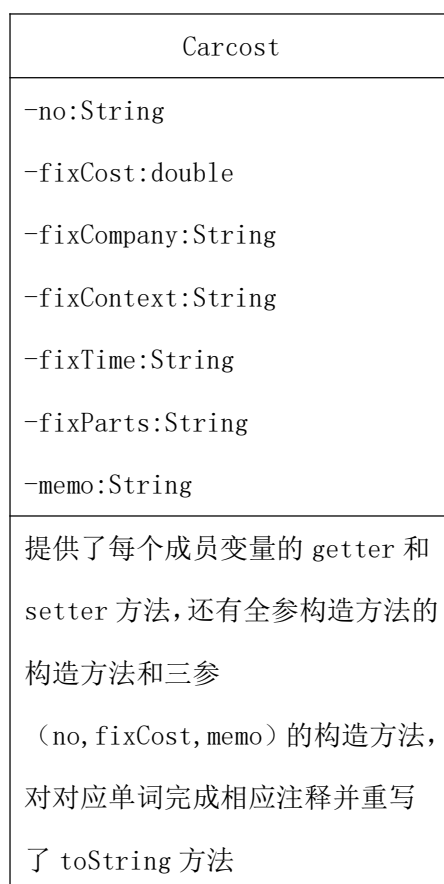 Carcost
-no:String
-fixCost:double
-fixCompany:String
-fixContext:String
-fixTime:String
-fixParts:String
-memo:String
提供了每个成员变量的 getter 和
setter 方法,还有全参构造方法的
构造方法和三参
（no,fixCost,memo）的构造方法，
对对应单词完成相应注释并重写
了 toString 方法